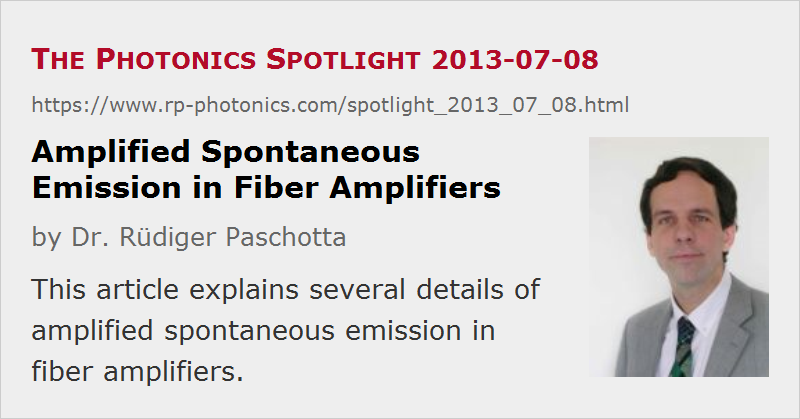 The Photonics Spotlight 2013-07-08
https://www.rp-photonics.com/spotlight_2013_07_08.html
Amplified Spontaneous
Emission in Fiber Amplifiers
by Dr. Rüdiger Paschotta
This article explains several details of
amplified spontaneous emission in
fiber amplifiers.